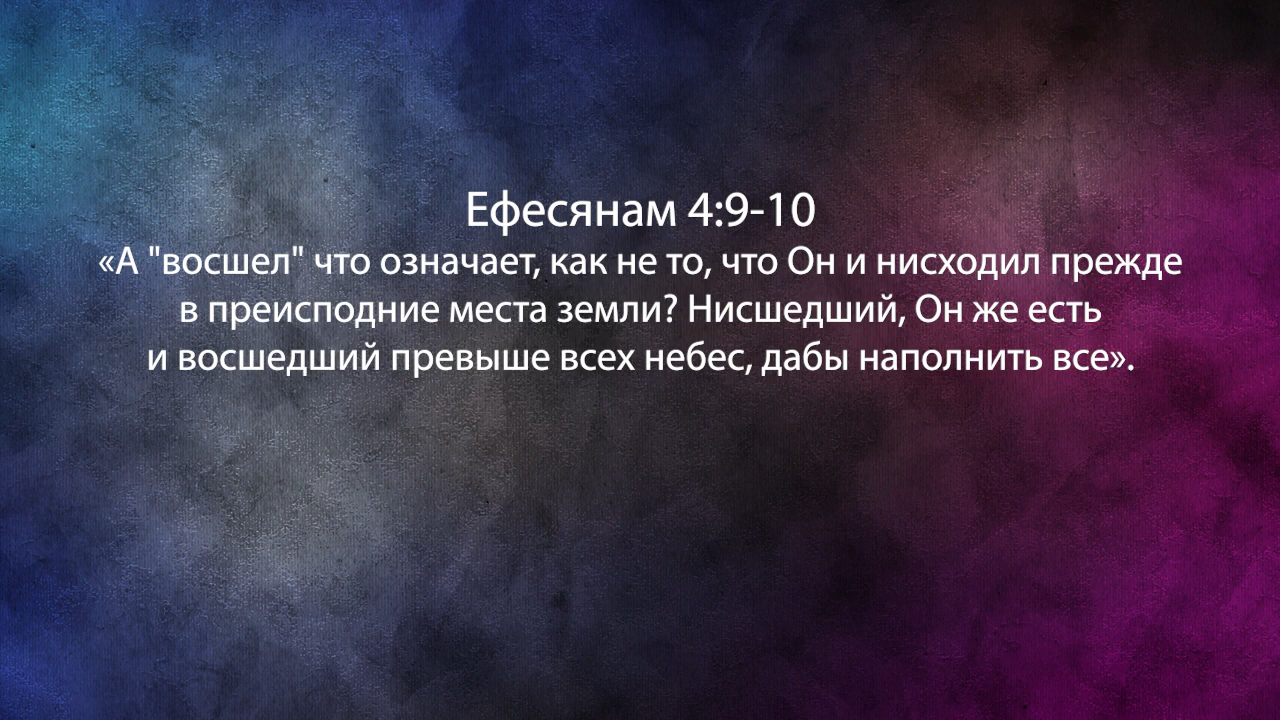 Ефесянам 4:9-10
«А "восшел" что означает, как не то, что Он и нисходил прежде
в преисподние места земли? Нисшедший, Он же есть
и восшедший превыше всех небес, дабы наполнить все».